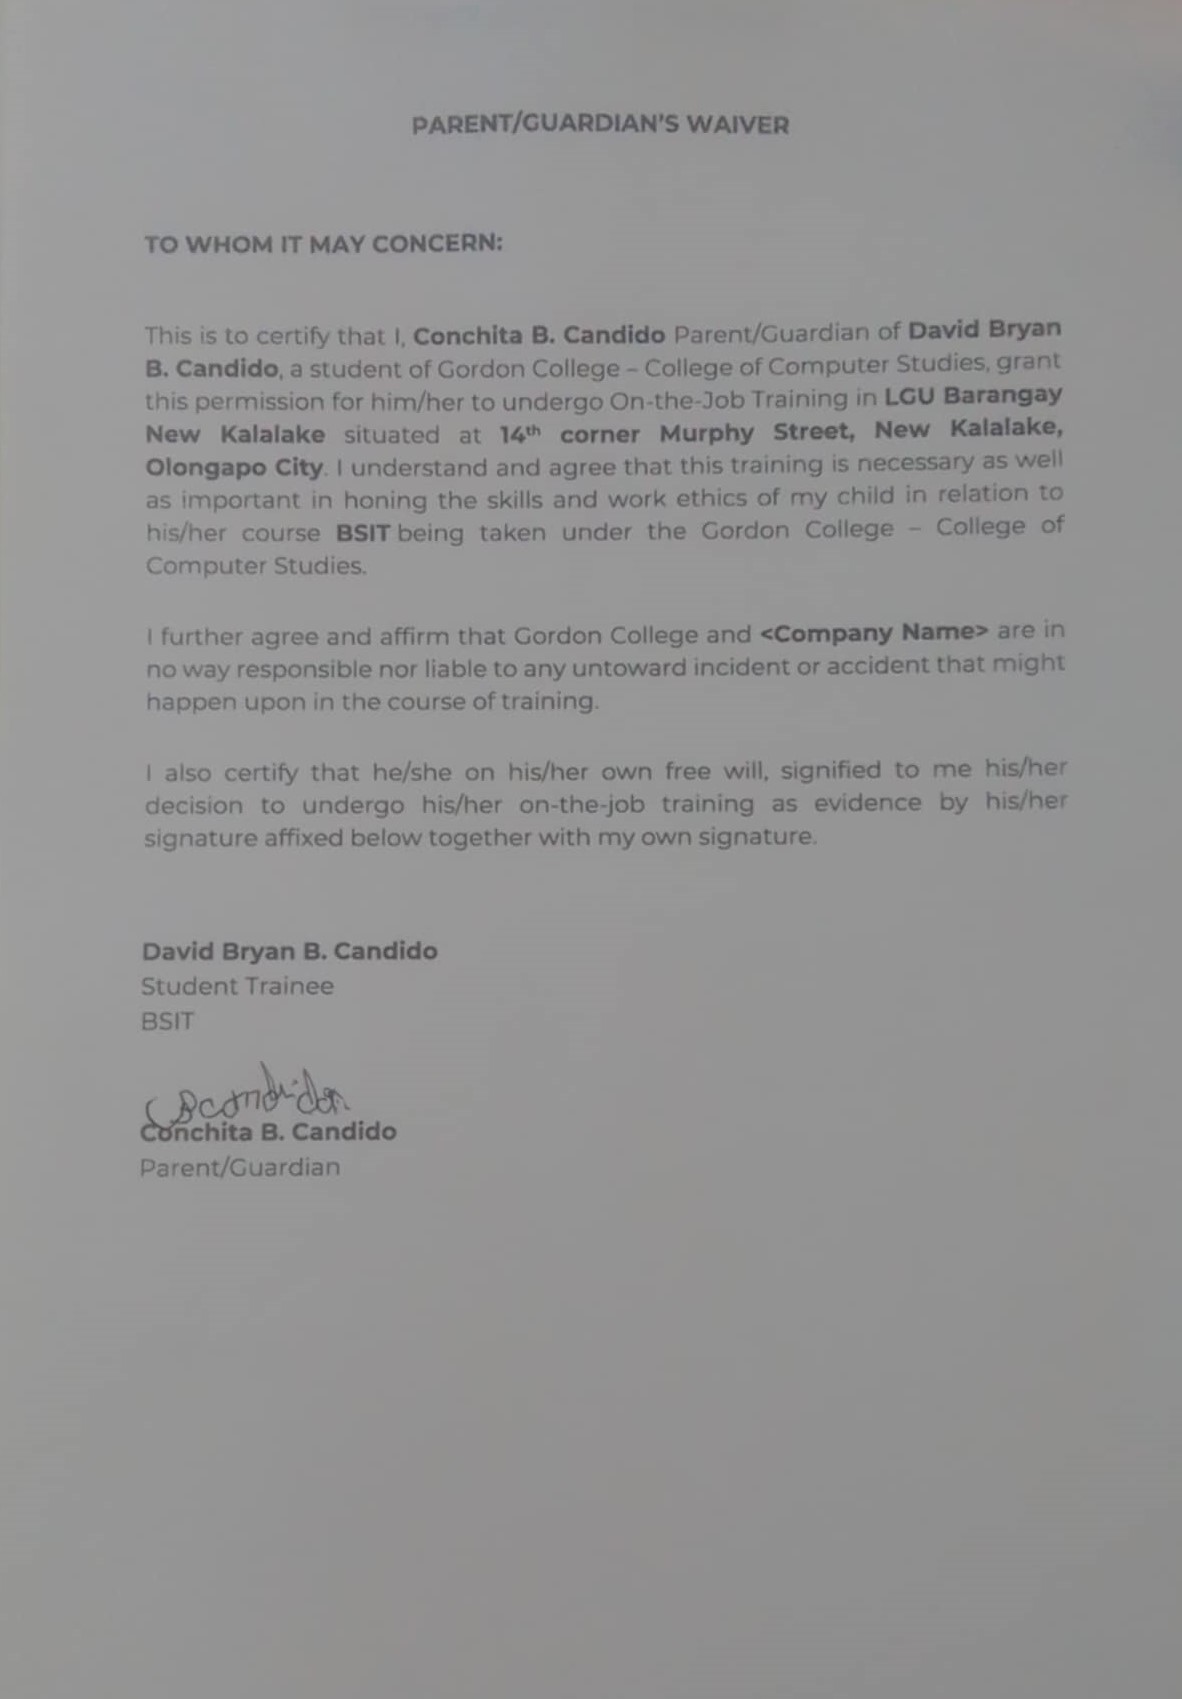 PARENT/GUARDIAN'S WAIVER
TO WHOM IT MAY CONCERN:
This is to certify that I, Conchita B. Candido Parent/Guardian of David Bryan
B. Candido, a student of Gordon College – College of Computer Studies, grant
this permission for him/her to undergo On-the-Job Training in LGU Barangay
New Kalalake situated at 14th corner Murphy Street, New Kalalake,
Olongapo City. I understand and agree that this training is necessary as well
as important in honing the skills and work ethics of my child in relation to
his/her course BSIT being taken under the Gordon College – College of
Computer Studies.
I further agree and affirm that Gordon College and <Company Name> are in
no way responsible nor liable to any untoward incident or accident that might
happen upon in the course of training.
I also certify that he/she on his/her own free will, signified to me his/her
decision to undergo his/her on-the-job training as evidence by his/her
signature affixed below together with my own signature.
David Bryan B. Candido
Student Trainee
BSIT
Conchita B. Candido
Parent/Guardian